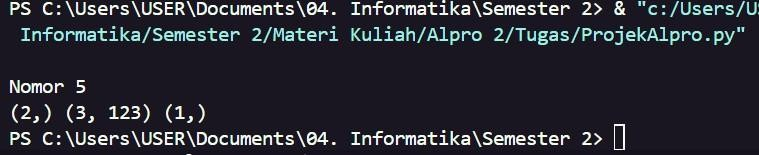 PS C:\Users\USER\Documents\04. Informatika\Semester 2> & "c:/Users/US
Informatika/Semester 2/Materi Kuliah/Alpro 2/Tugas/ProjekAlpro.py"
Nomor 5
(2,) (3, 123) (1,)
PS C:\Users\USER\Documents\04. Informatika\Semester 2>